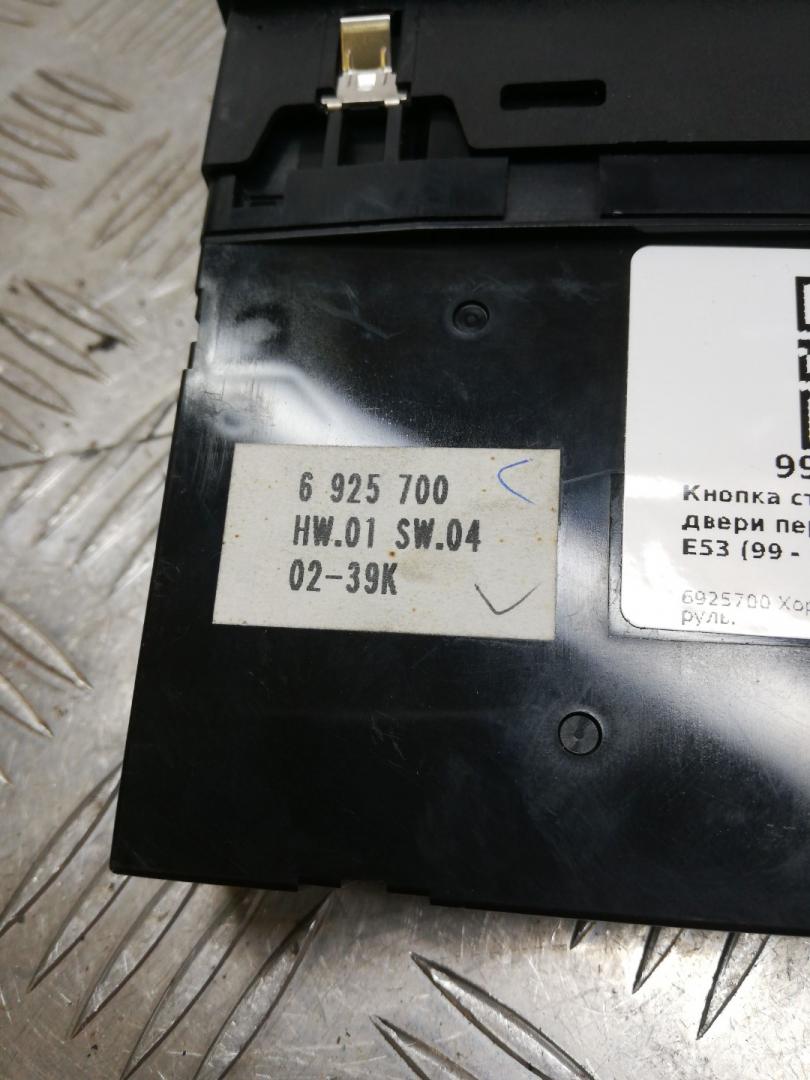 6 925 700
HW.01 SW.04
02-39K
99
Кнопка ст
двери пер
E53 (99 -
6925700 Хор
руль.